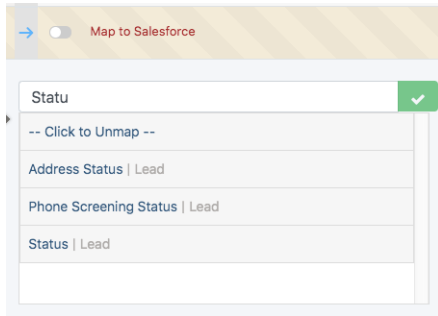 Map to Salesforce
Statu
-- Click to Unmap --
Address Status | Lead
Phone Screening Status | Lead
Status | Lead